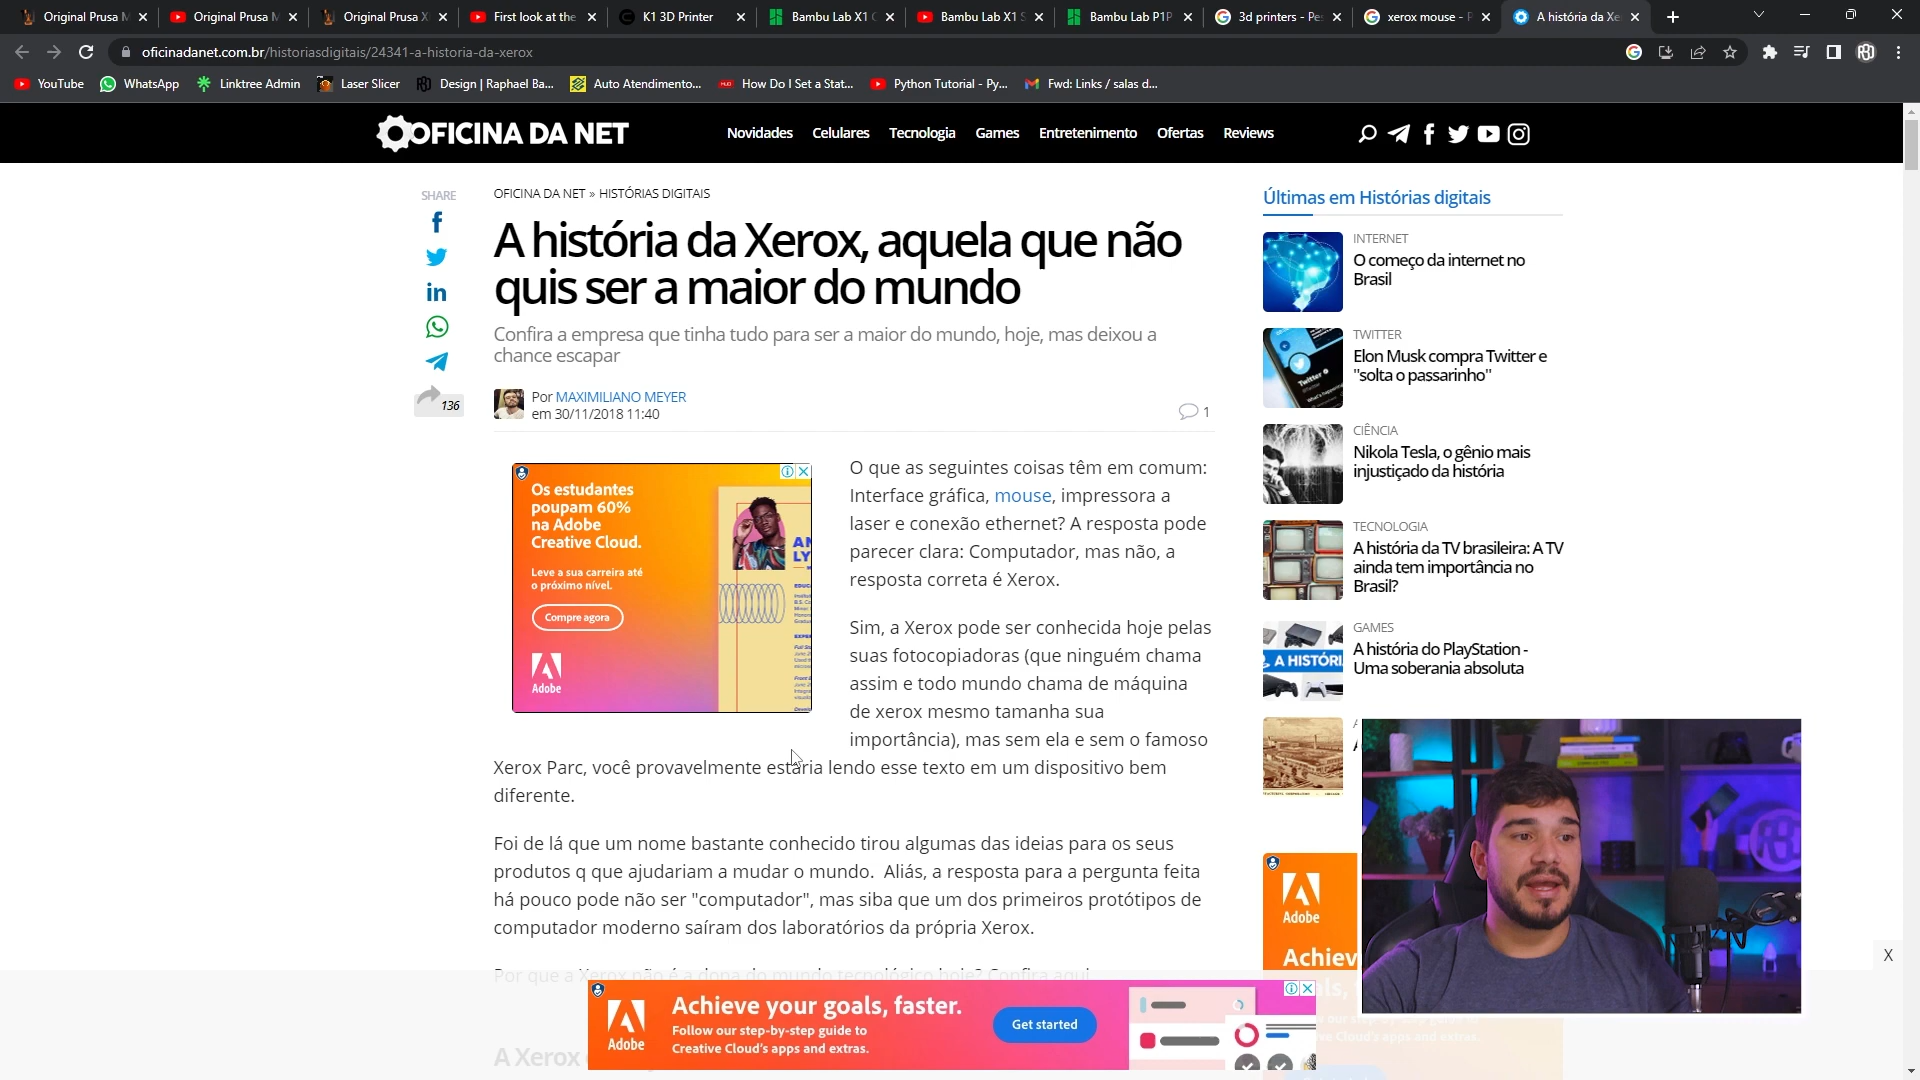 Original Prusa M
Original Prusa M
Original Prusa X
First look at the
K1 3D Printer
Bambu Lab X1 C
Bambu Lab X1 S
Bambu Lab P1P
3d printers - Pe
xerox mouse - P
A história da Xe
oficinadanet.com.br/historiasdigitais/24341-a-historia-da-xerox
YouTube
WhatsApp
Linktree Admin
Laser Slicer
Design | Raphael Ba...
Auto Atendimento...
How Do I Set a Stat...
Python Tutorial - Py...
Fwd: Links / salas d...
OFICINA DA NET
Novidades
Celulares
Tecnologia
Games
Entretenimento
Ofertas
Reviews
SHARE
136
OFICINA DA NET » HISTÓRIAS DIGITAIS
A história da Xerox, aquela que não
quis ser a maior do mundo
Confira a empresa que tinha tudo para ser a maior do mundo, hoje, mas deixou a
chance escapar
Por MAXIMILIANO MEYER
em 30/11/2018 11:40
1
Os estudantes
poupam 60%
na Adobe
Creative Cloud.
Leve a sua carreira até
o próximo nível.
Compre agora
Adobe
O que as seguintes coisas têm em comum:
Interface gráfica, mouse, impressora a
laser e conexão ethernet? A resposta pode
parecer clara: Computador, mas não, a
resposta correta é Xerox.
Sim, a Xerox pode ser conhecida hoje pelas
suas fotocopiadoras (que ninguém chama
assim e todo mundo chama de máquina
de xerox mesmo tamanha sua
importância), mas sem ela e sem o famoso
Xerox Parc, você provavelmente estaria lendo esse texto em um dispositivo bem
diferente.
Foi de lá que um nome bastante conhecido tirou algumas das ideias para os seus
produtos q que ajudariam a mudar o mundo. Aliás, a resposta para a pergunta feita
há pouco pode não ser "computador", mas siba que um dos primeiros protótipos de
computador moderno saíram dos laboratórios da própria Xerox.
Por que a Xerox não é a dona do mundo tecnológico hoje? Confira aqui
A Xerox
Últimas em Histórias digitais
INTERNET
O começo da internet no
Brasil
TWITTER
Elon Musk compra Twitter e
"solta o passarinho"
CIÊNCIA
Nikola Tesla, o gênio mais
injustiçado da história
TECNOLOGIA
A história da TV brasileira: A TV
ainda tem importância no
Brasil?
GAMES
A história do PlayStation -
Uma soberania absoluta
A HISTÓRI
Adobe
Achiev
X
Adobe
Achieve your goals, faster.
Follow our step-by-step guide to
Creative Cloud's apps and extras.
Get started